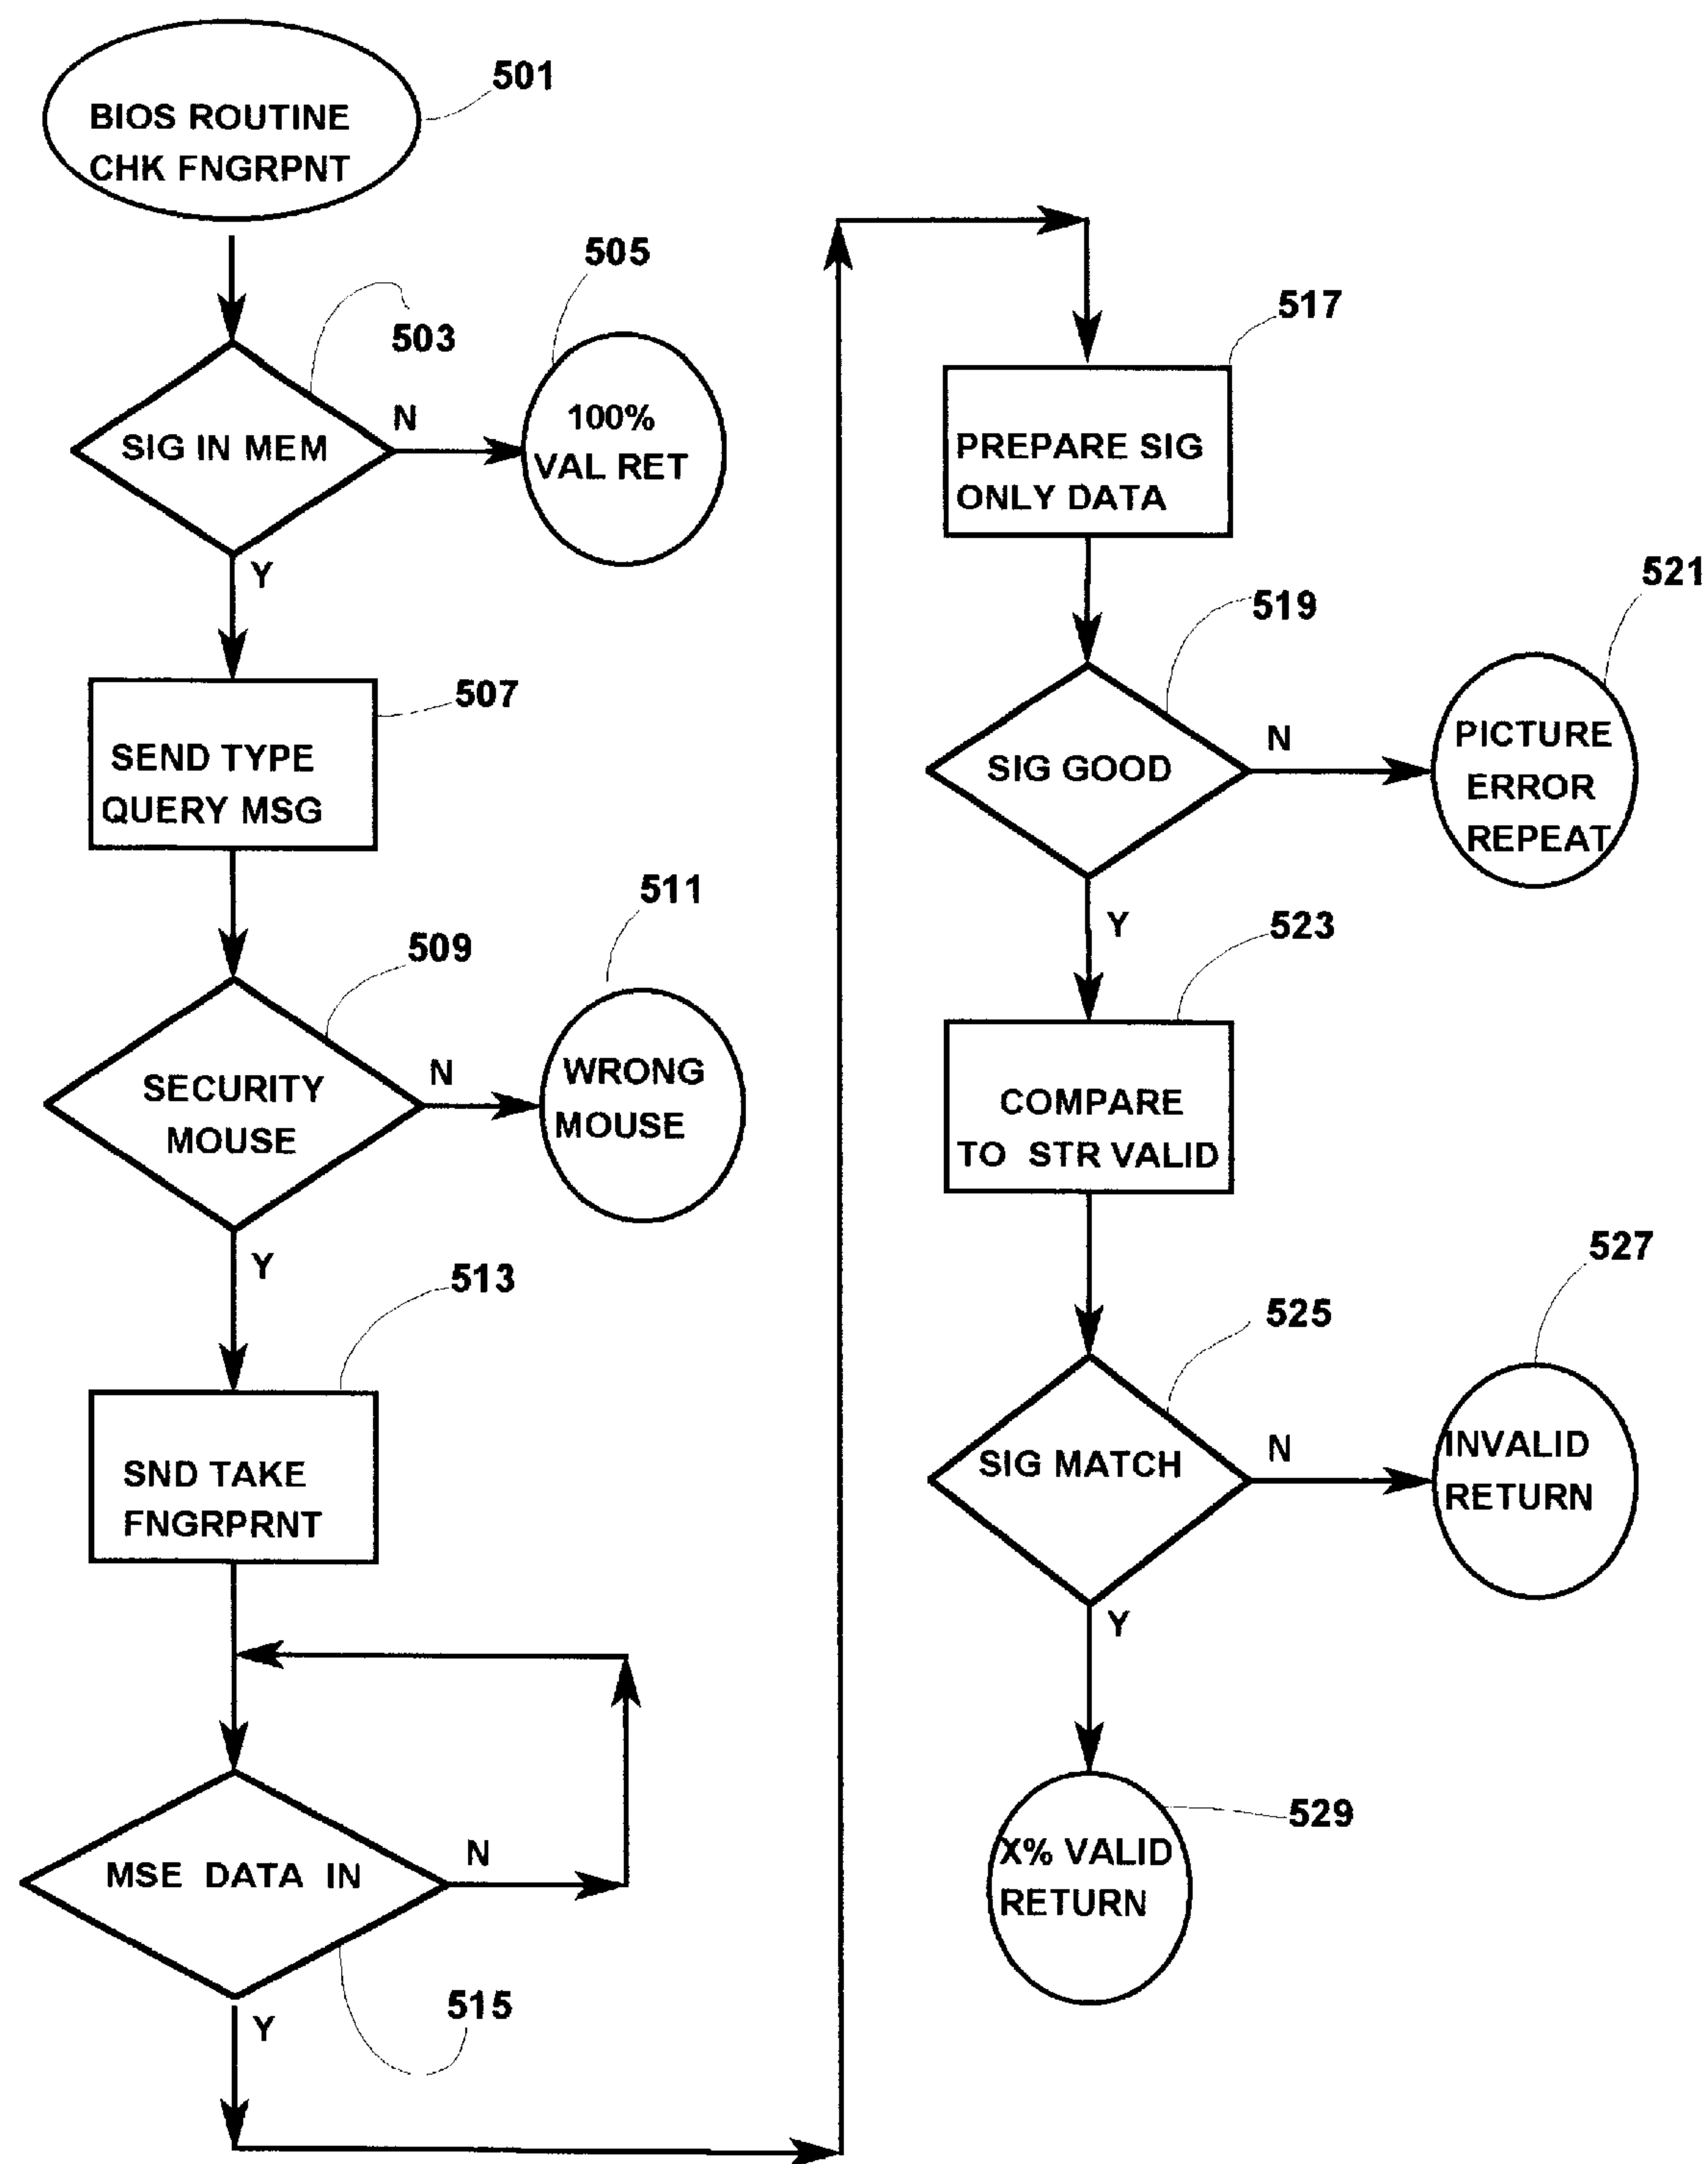 501
BIOS ROUTINE
CHK FNGRPNT
503
505
SIG IN MEM
N
100%
VAL RET
Y
507
SEND TYPE
QUERY MSG
509
511
SECURITY
MOUSE
N
WRONG
MOUSE
Y
513
SND TAKE
FNGRPRNT
MSE DATA IN
N
515
Y
517
PREPARE SIG
ONLY DATA
519
521
SIG GOOD
N
PICTURE
ERROR
REPEAT
Y
523
COMPARE
TO STR VALID
525
527
SIG MATCH
N
INVALID
RETURN
Y
529
X% VALID
RETURN